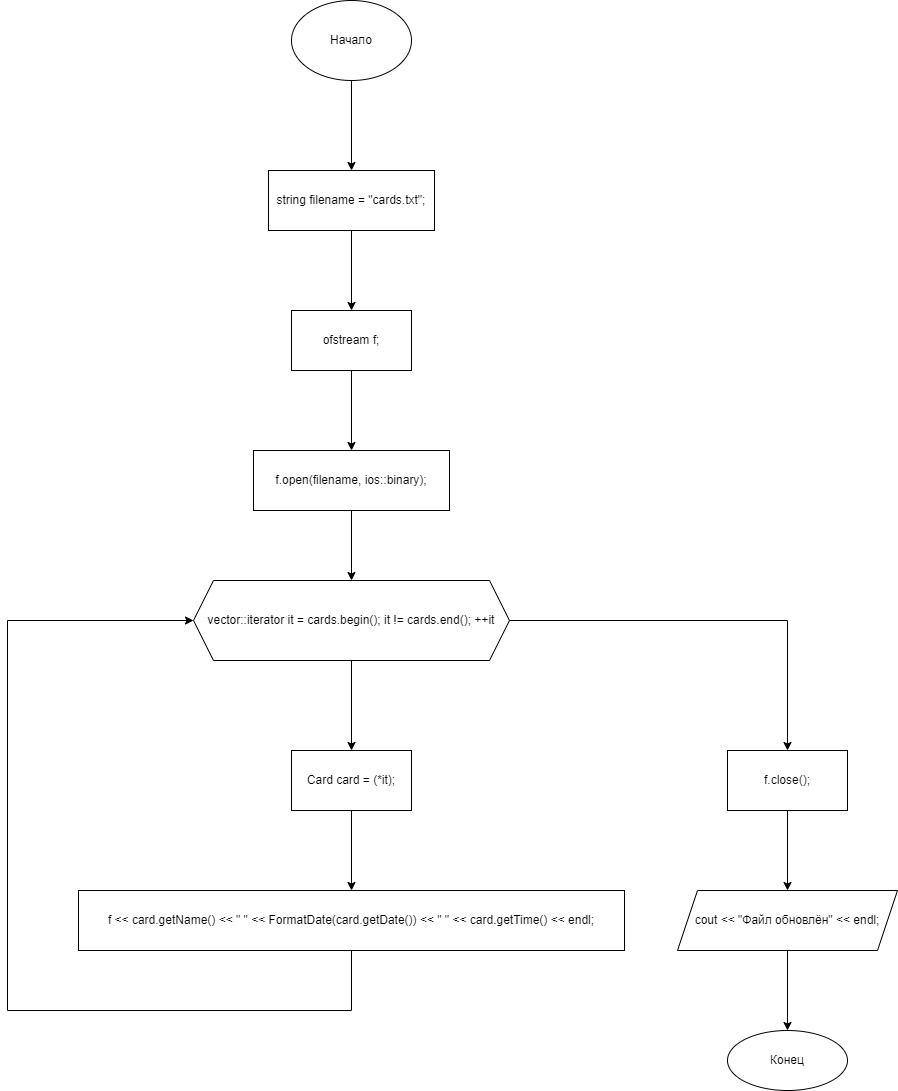 Начало
string filename = "cards.txt";
ofstream f;
f.open(filename, ios::binary);
vector::iterator it = cards.begin(); it != cards.end(); ++it
Card card = (*it);
f << card.getName() << " " << FormatDate(card.getDate()) << " " << card.getTime() << endl;
f.close();
cout << "Файл обновлён" << endl;
Конец